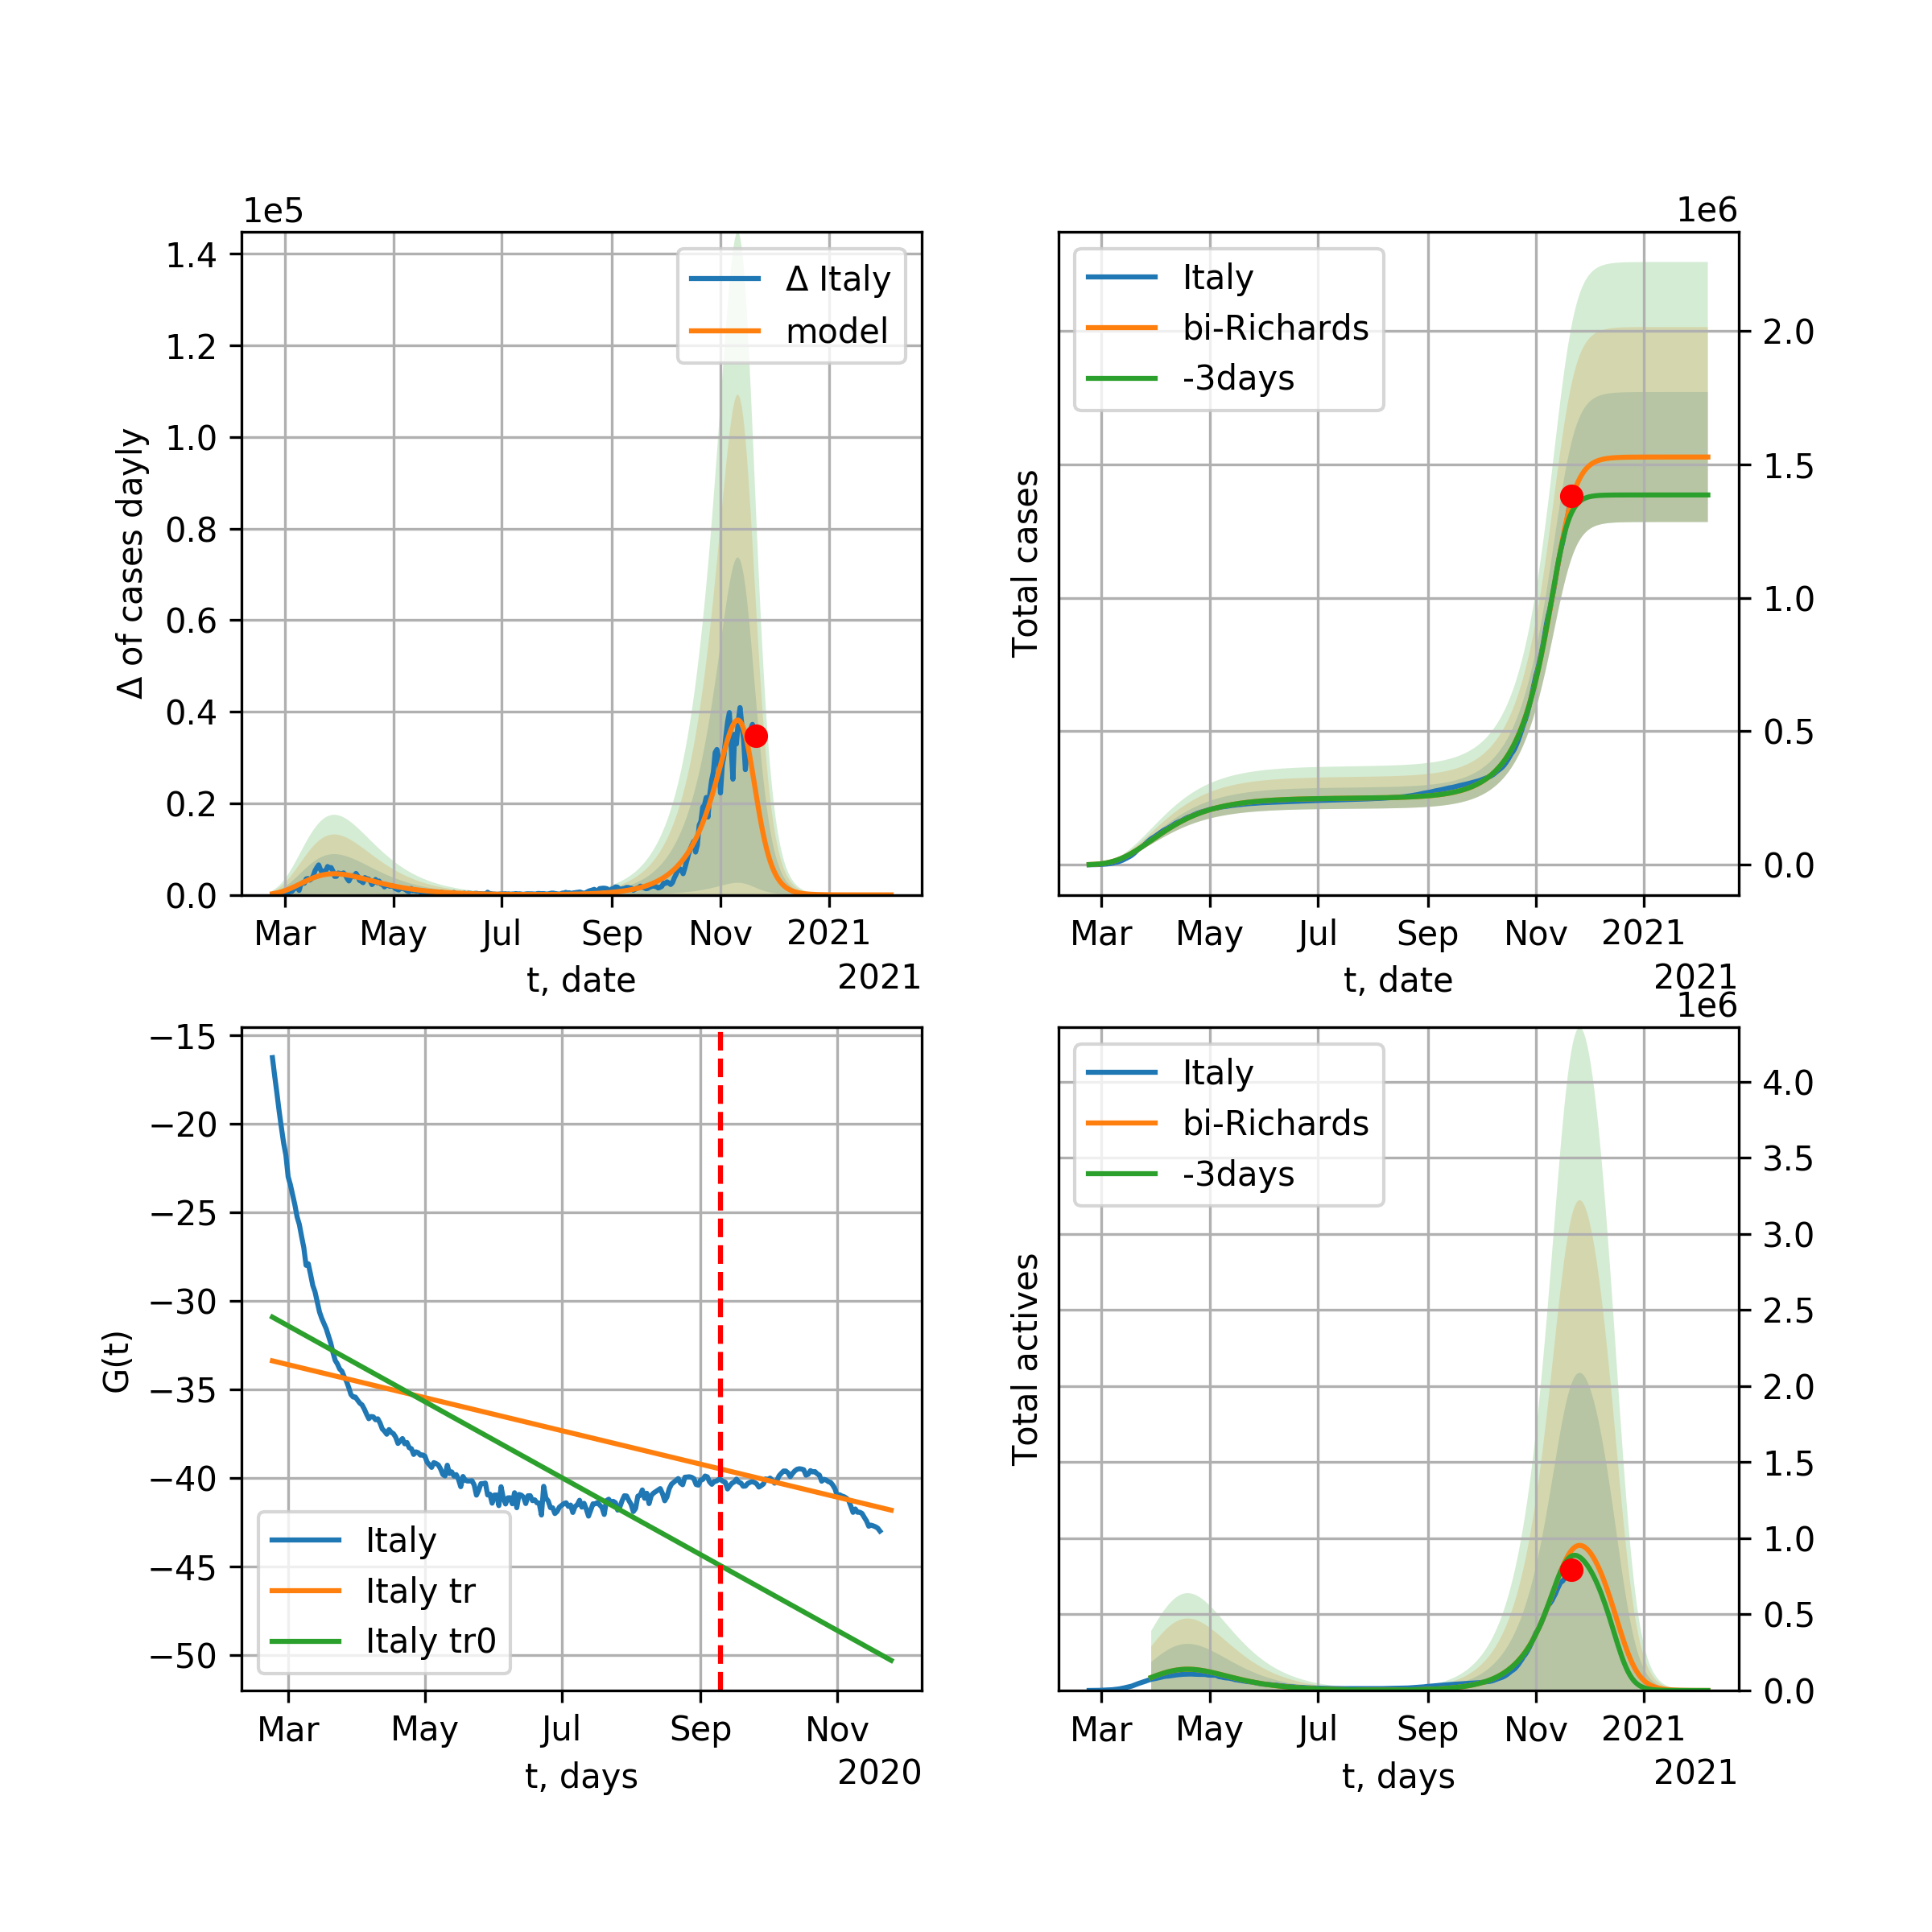 1e5
1.4
1.2
1.0
0.8
0.6
0.4
0.2
0.0
Δ of cases dayly
Δ Italy
model
Mar May Jul Sep Nov 2021
t, date
2021
1e6
Italy
bi-Richards
-3days
Total cases
2.0
1.5
1.0
0.5
0.0
Mar May Jul Sep Nov 2021
t, date
2021
−15
−20
−25
−30
−35
−40
−45
−50
G(t)
Italy
Italy tr
Italy tr0
Mar May Jul Sep Nov
t, days
2020
1e6
Italy
bi-Richards
-3days
Total actives
4.0
3.5
3.0
2.5
2.0
1.5
1.0
0.5
0.0
Mar May Jul Sep Nov 2021
t, days
2021